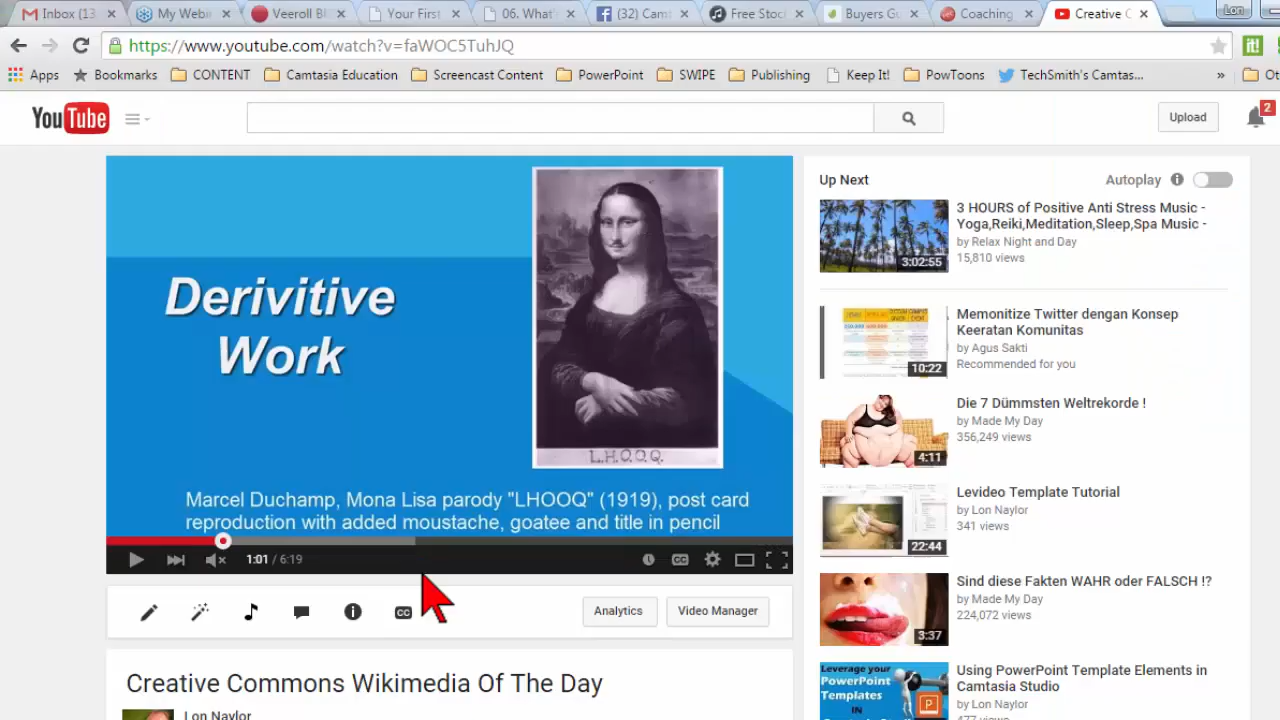 Inbox (13
My Webi
Veeroll B
Your First
06. What
(32) Cam
Free Stoc
Buyers G
Coaching
Creative C
Lon
https://www.youtube.com/watch?v=faWOC5TuhJQ
it!
Apps
Bookmarks
CONTENT
Camtasia Education
Screencast Content
PowerPoint
SWIPE
Publishing
Keep It!
PowToons
TechSmith's Camtas...
»
Ot
YouTube
Upload
2
Derivitive
Work
L.H.O.O.Q.
Marcel Duchamp, Mona Lisa parody "LHOOQ" (1919), post card
reproduction with added moustache, goatee and title in pencil
1:01 / 6:19
CC
CC
Analytics
Video Manager
Creative Commons Wikimedia Of The Day
Lon Naylor
Up Next
Autoplay
3 HOURS of Positive Anti Stress Music -
Yoga,Reiki,Meditation,Sleep,Spa Music -
by Relax Night and Day
15,810 views
3:02:55
Memonitize Twitter dengan Konsep
Keeratan Komunitas
by Agus Sakti
Recommended for you
10:22
Die 7 Dümmsten Weltrekorde !
by Made My Day
356,249 views
4:11
Levideo Template Tutorial
by Lon Naylor
341 views
22:44
Sind diese Fakten WAHR oder FALSCH !?
by Made My Day
224,072 views
3:37
Using PowerPoint Template Elements in
Camtasia Studio
by Lon Naylor
Leverage your
PowerPoint
Templates
IN